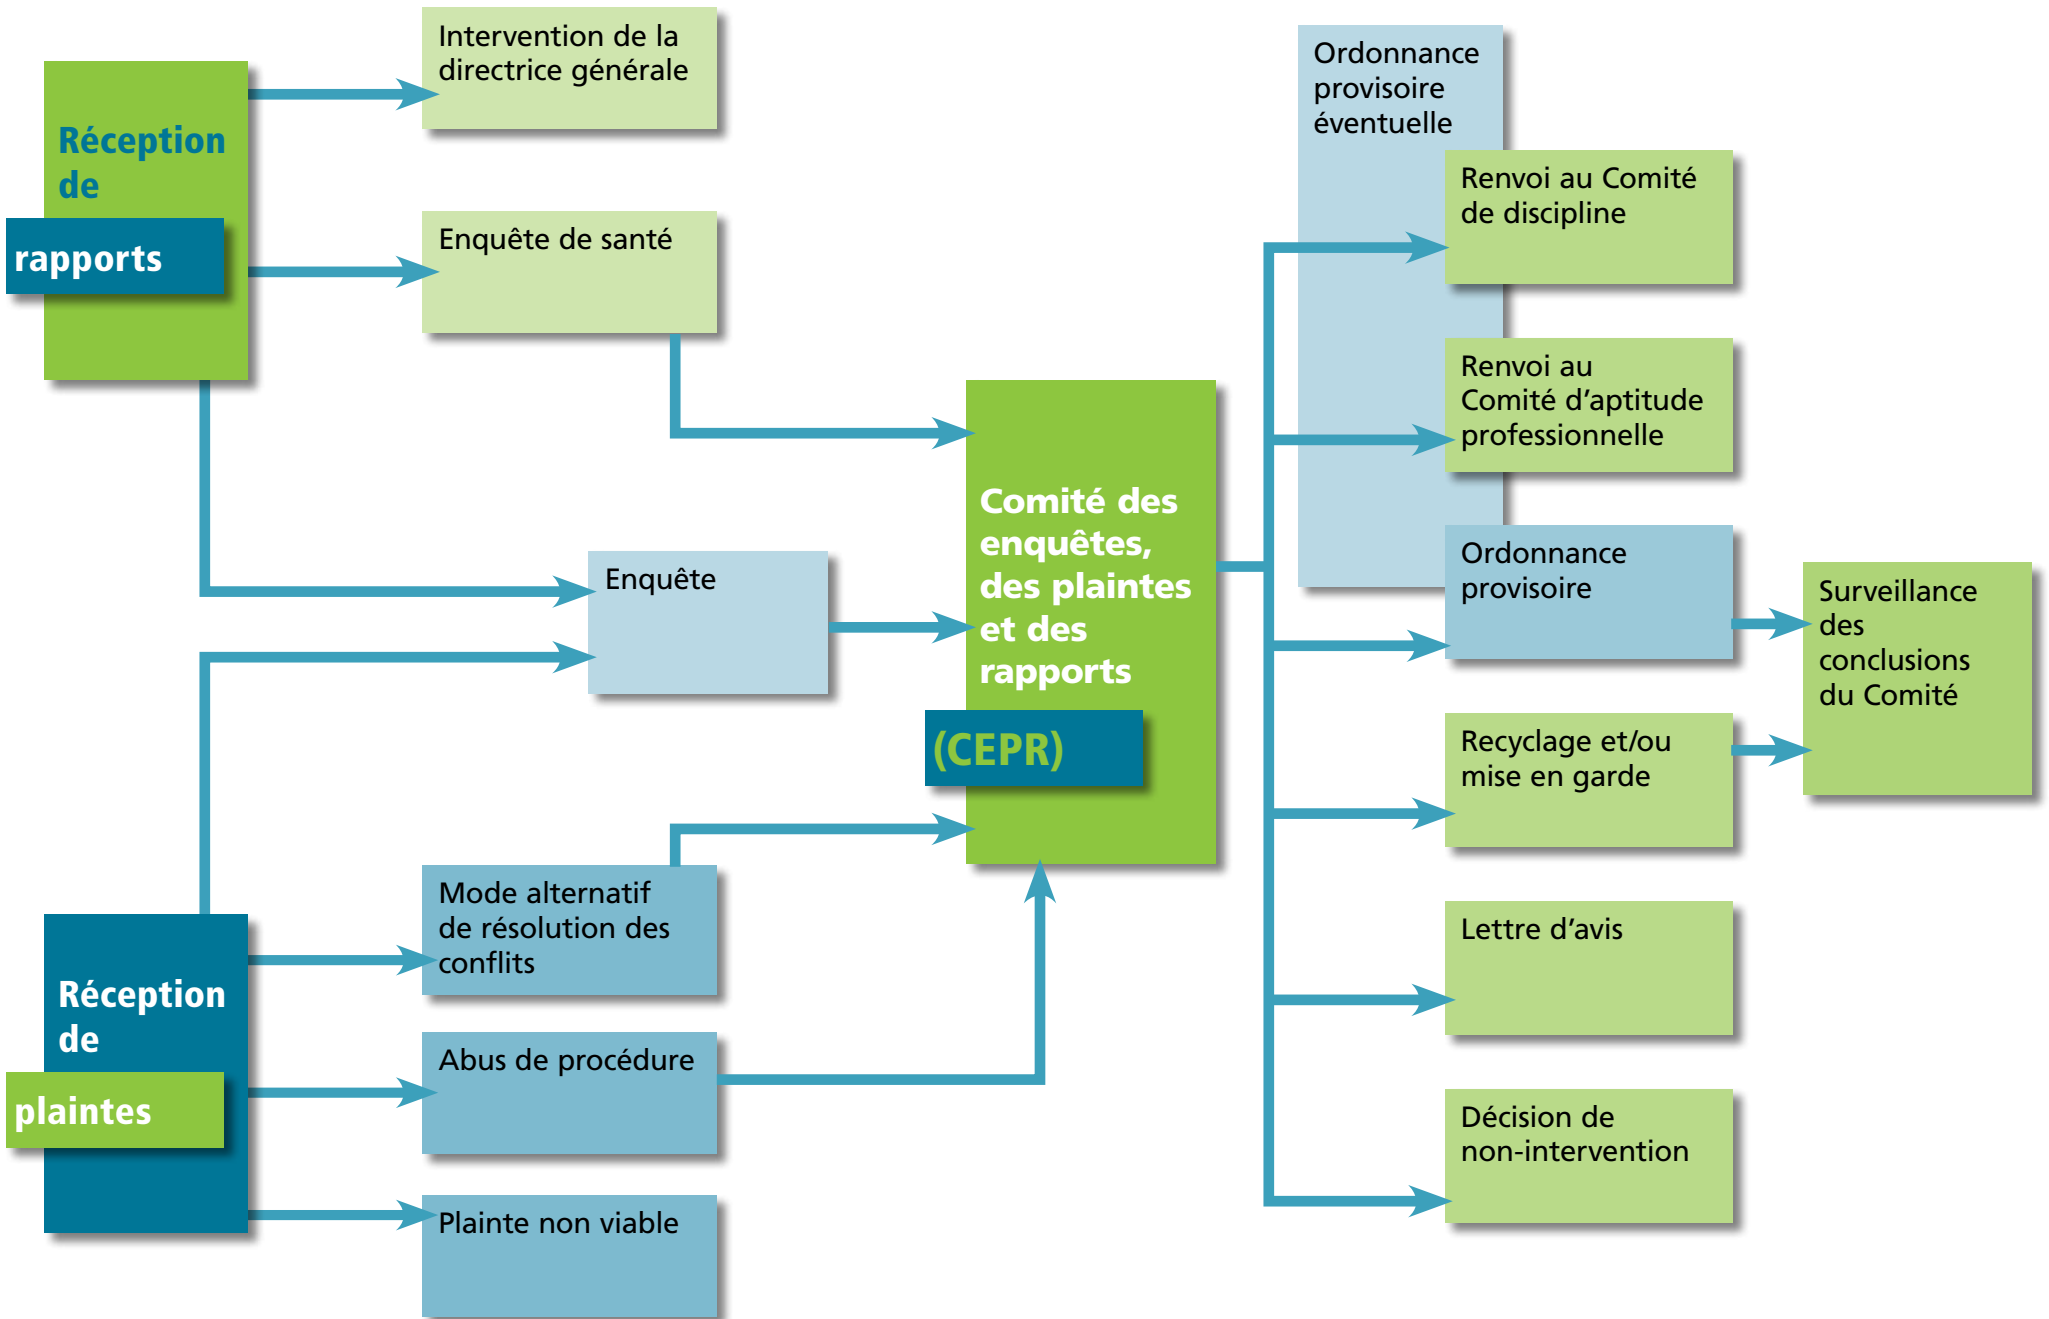 Réception
de
rapports
Intervention de la
directrice générale
Enquête de santé
Enquête
Réception
de
plaintes
Mode alternatif
de résolution des
conflits
Abus de procédure
Plainte non viable
Comité des
enquêtes,
des plaintes
et des
rapports
(CEPR)
Ordonnance
provisoire
éventuelle
Renvoi au Comité
de discipline
Renvoi au
Comité d’aptitude
professionnelle
Ordonnance
provisoire
Recyclage et/ou
mise en garde
Lettre d’avis
Décision de
non-intervention
Surveillance
des
conclusions
du Comité